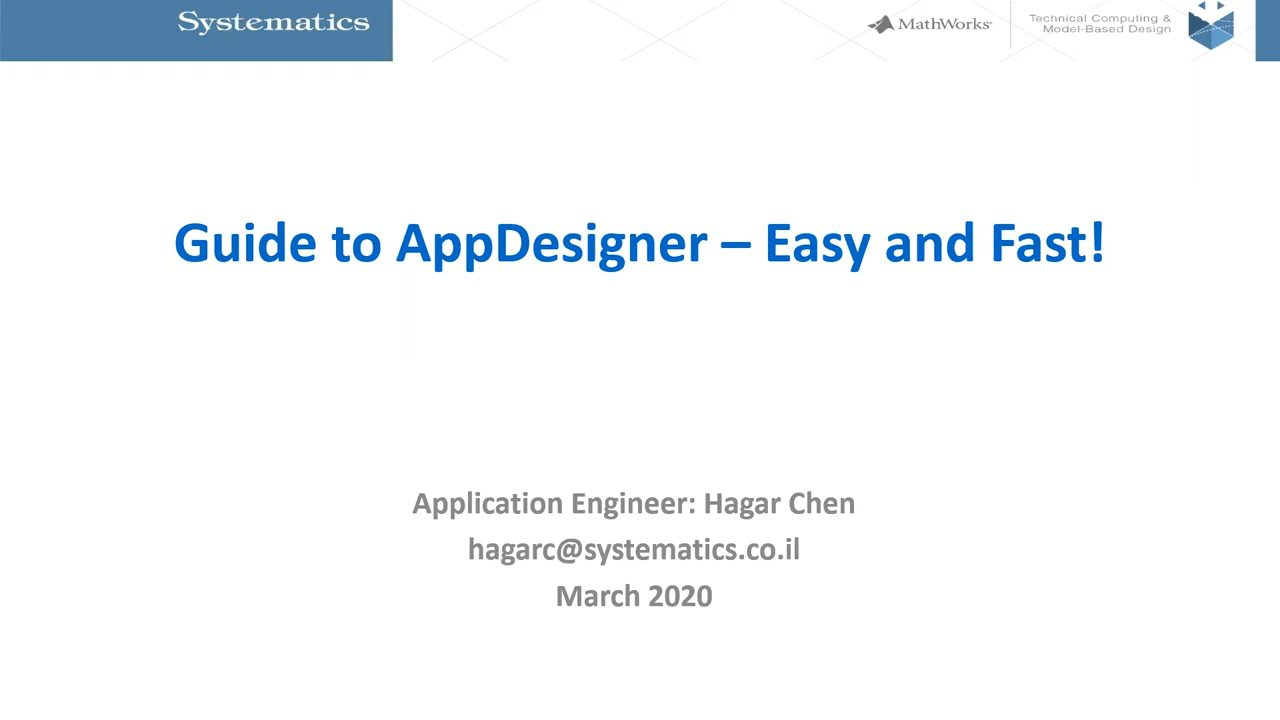 Systematics
MathWorks
Technical Computing &
Model-Based Design
Guide to AppDesigner – Easy and Fast!
Application Engineer: Hagar Chen
hagarc@systematics.co.il
March 2020